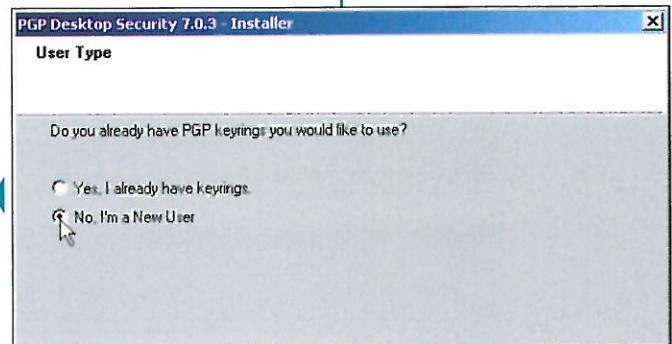 PGP Desktop Security 7.0.3 - Installer
User Type
Do you already have PGP keyrings you would like to use?
Yes, I already have keyrings.
No, I'm a New User